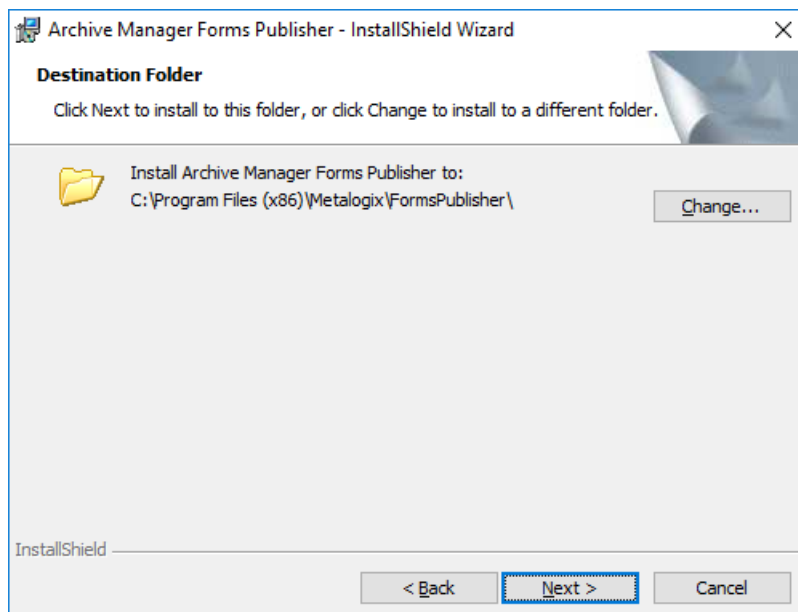 Archive Manager Forms Publisher - InstallShield Wizard
Destination Folder
Click Next to install to this folder, or click Change to install to a different folder.
Install Archive Manager Forms Publisher to:
C:\Program Files (x86)\Metalogix\FormsPublisher\
Change...
InstallShield
< Back
Next >
Cancel